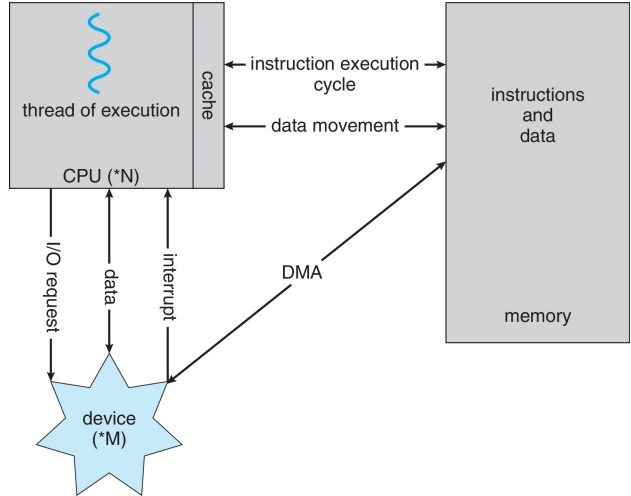 thread of execution
cache
CPU (*N)
instruction execution
cycle
data movement
instructions
and
data
memory
I/O request
data
interrupt
DMA
device
(*M)